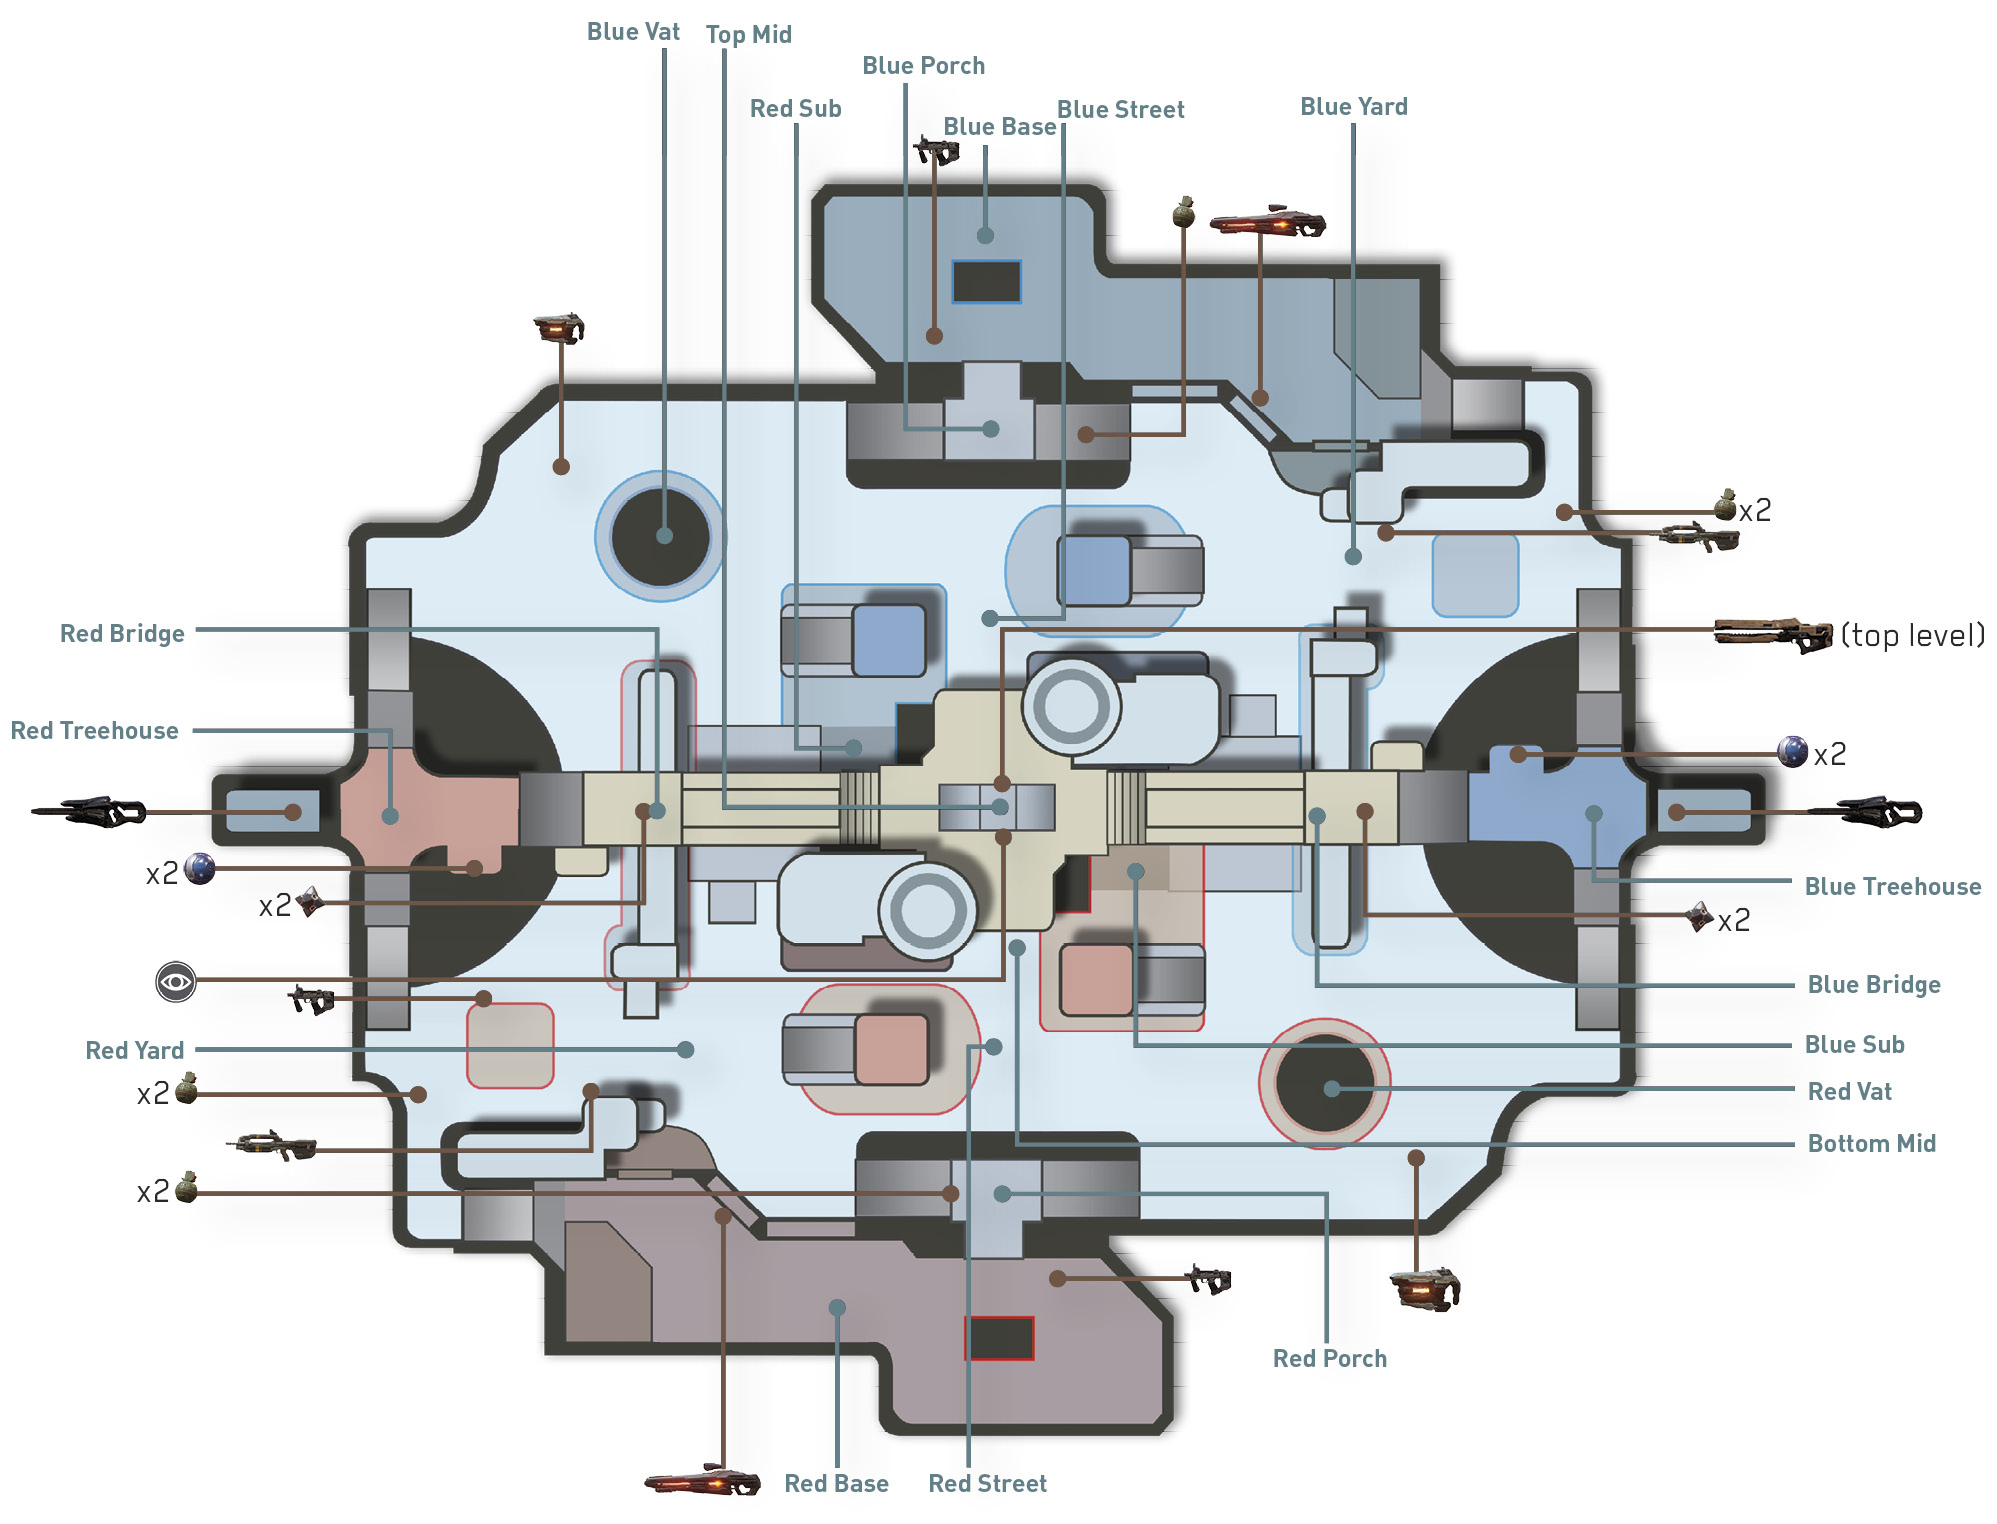 Blue Vat
Top Mid
Blue Porch
Red Sub
Blue Base
Blue Street
Blue Yard
x2
Red Bridge
(top level)
Red Treehouse
x2
x2
Blue Treehouse
x2
x2
Blue Bridge
Red Yard
Blue Sub
x2
Red Vat
Bottom Mid
x2
Red Porch
Red Base
Red Street